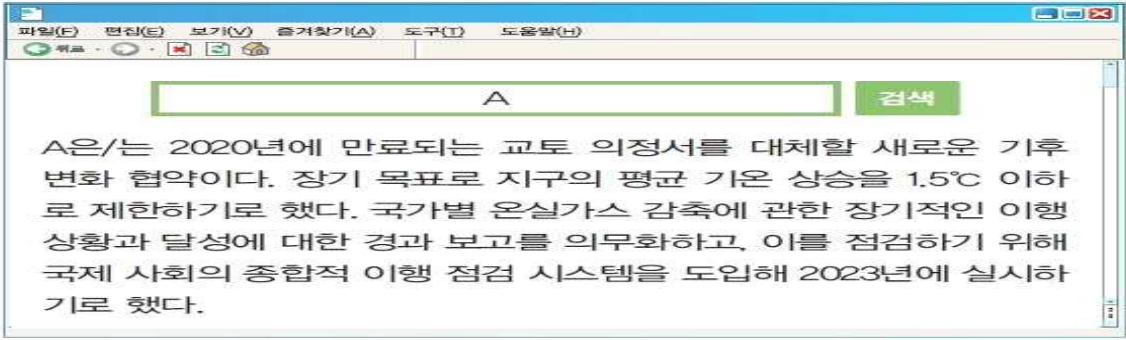 파일(F) 편집(E) 보기(V) 즐겨찾기(A) 도구(T) 도움말(H)
뒤로
A 검색
A은/는 2020년에 만료되는 교토 의정서를 대체할 새로운 기후
변화 협약이다. 장기 목표로 지구의 평균 기온 상승을 1.5℃ 이하
로 제한하기로 했다. 국가별 온실가스 감축에 관한 장기적인 이행
상황과 달성에 대한 경과 보고를 의무화하고, 이를 점검하기 위해
국제 사회의 종합적 이행 점검 시스템을 도입해 2023년에 실시하
기로 했다.